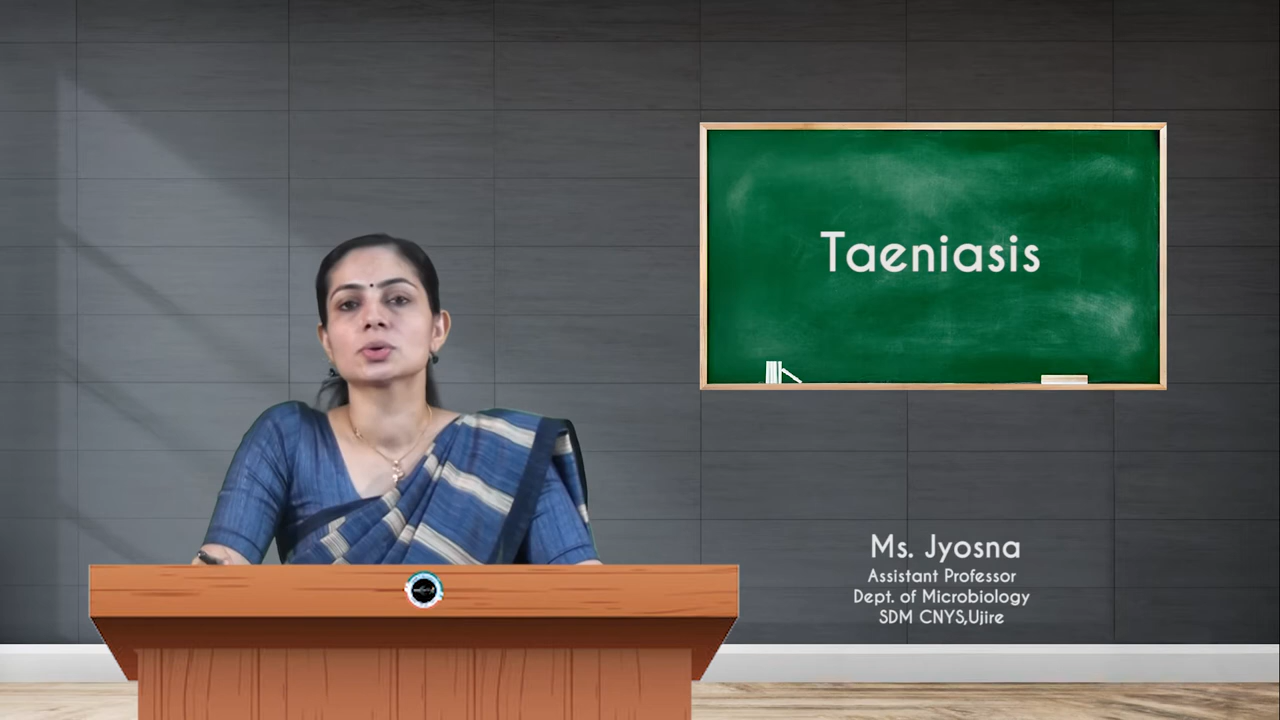 Taeniasis
Ms. Jyosna
Assistant Professor
Dept. of Microbiology
SDM CNYS,Ujire